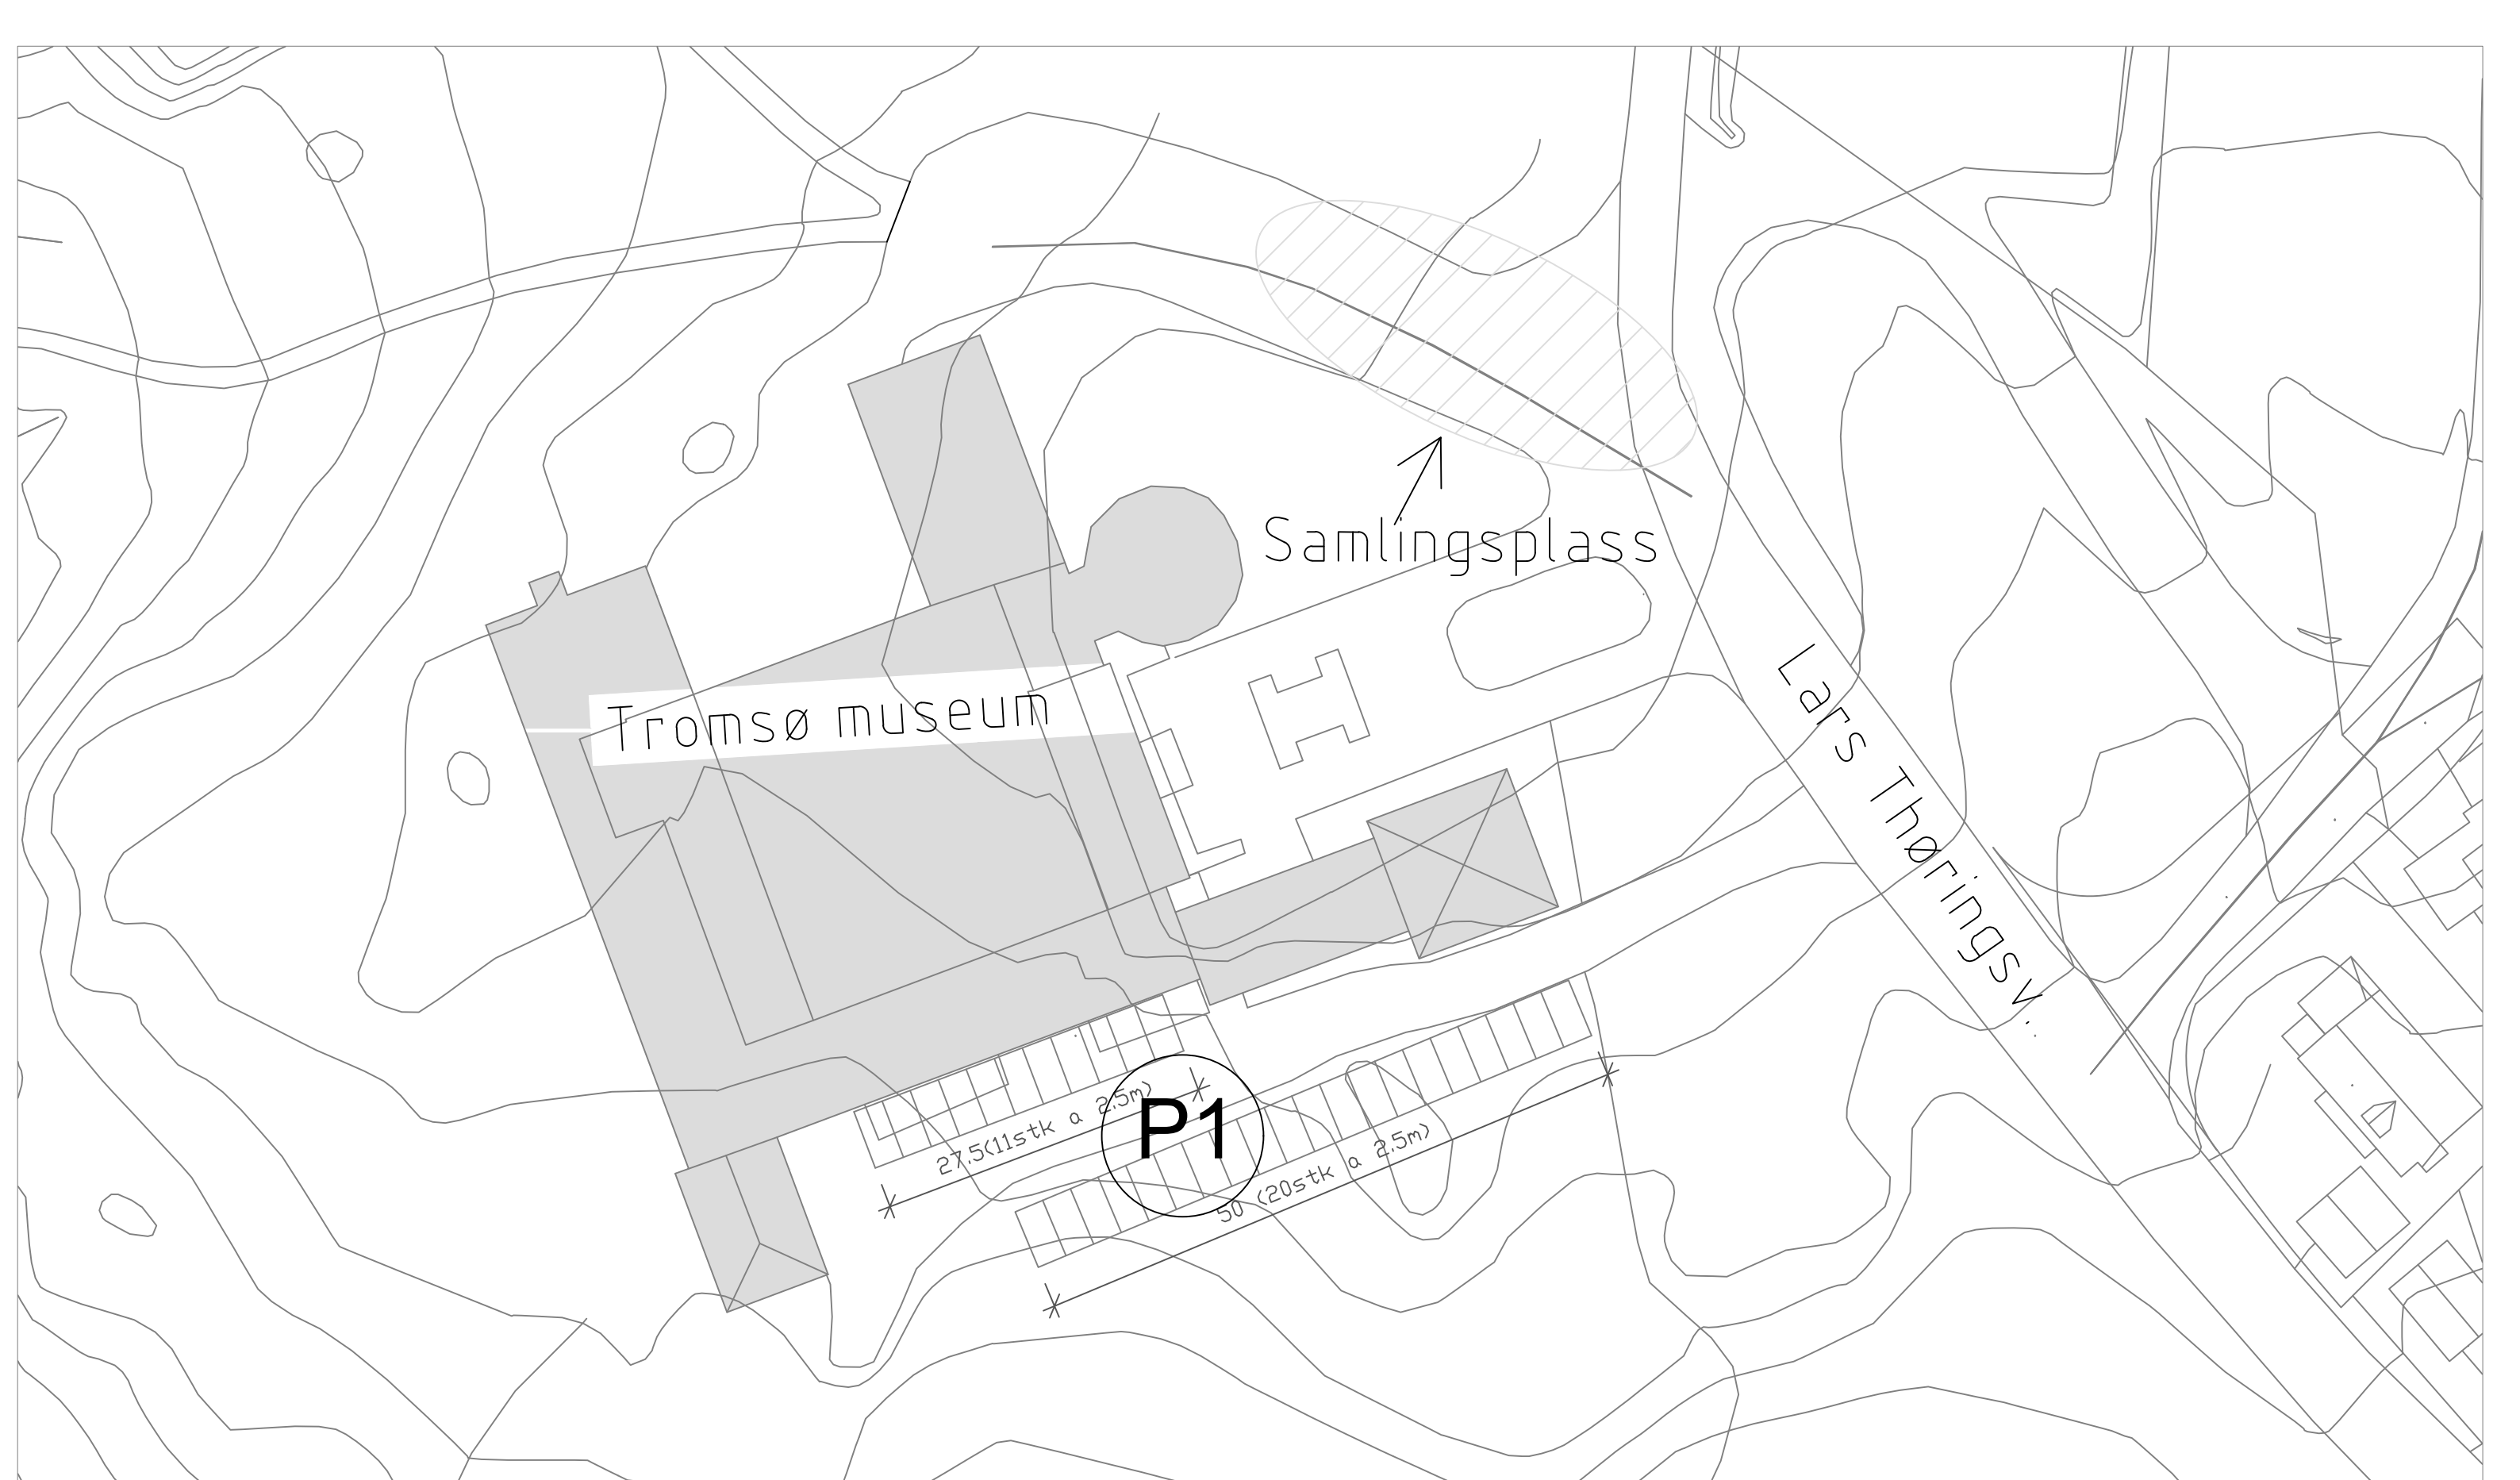 Samlingsplass
Tromsø museum
Lars Thøringsv.
27,5(11stk a 2,5m)
P1
50 (20stk a 2,5m)